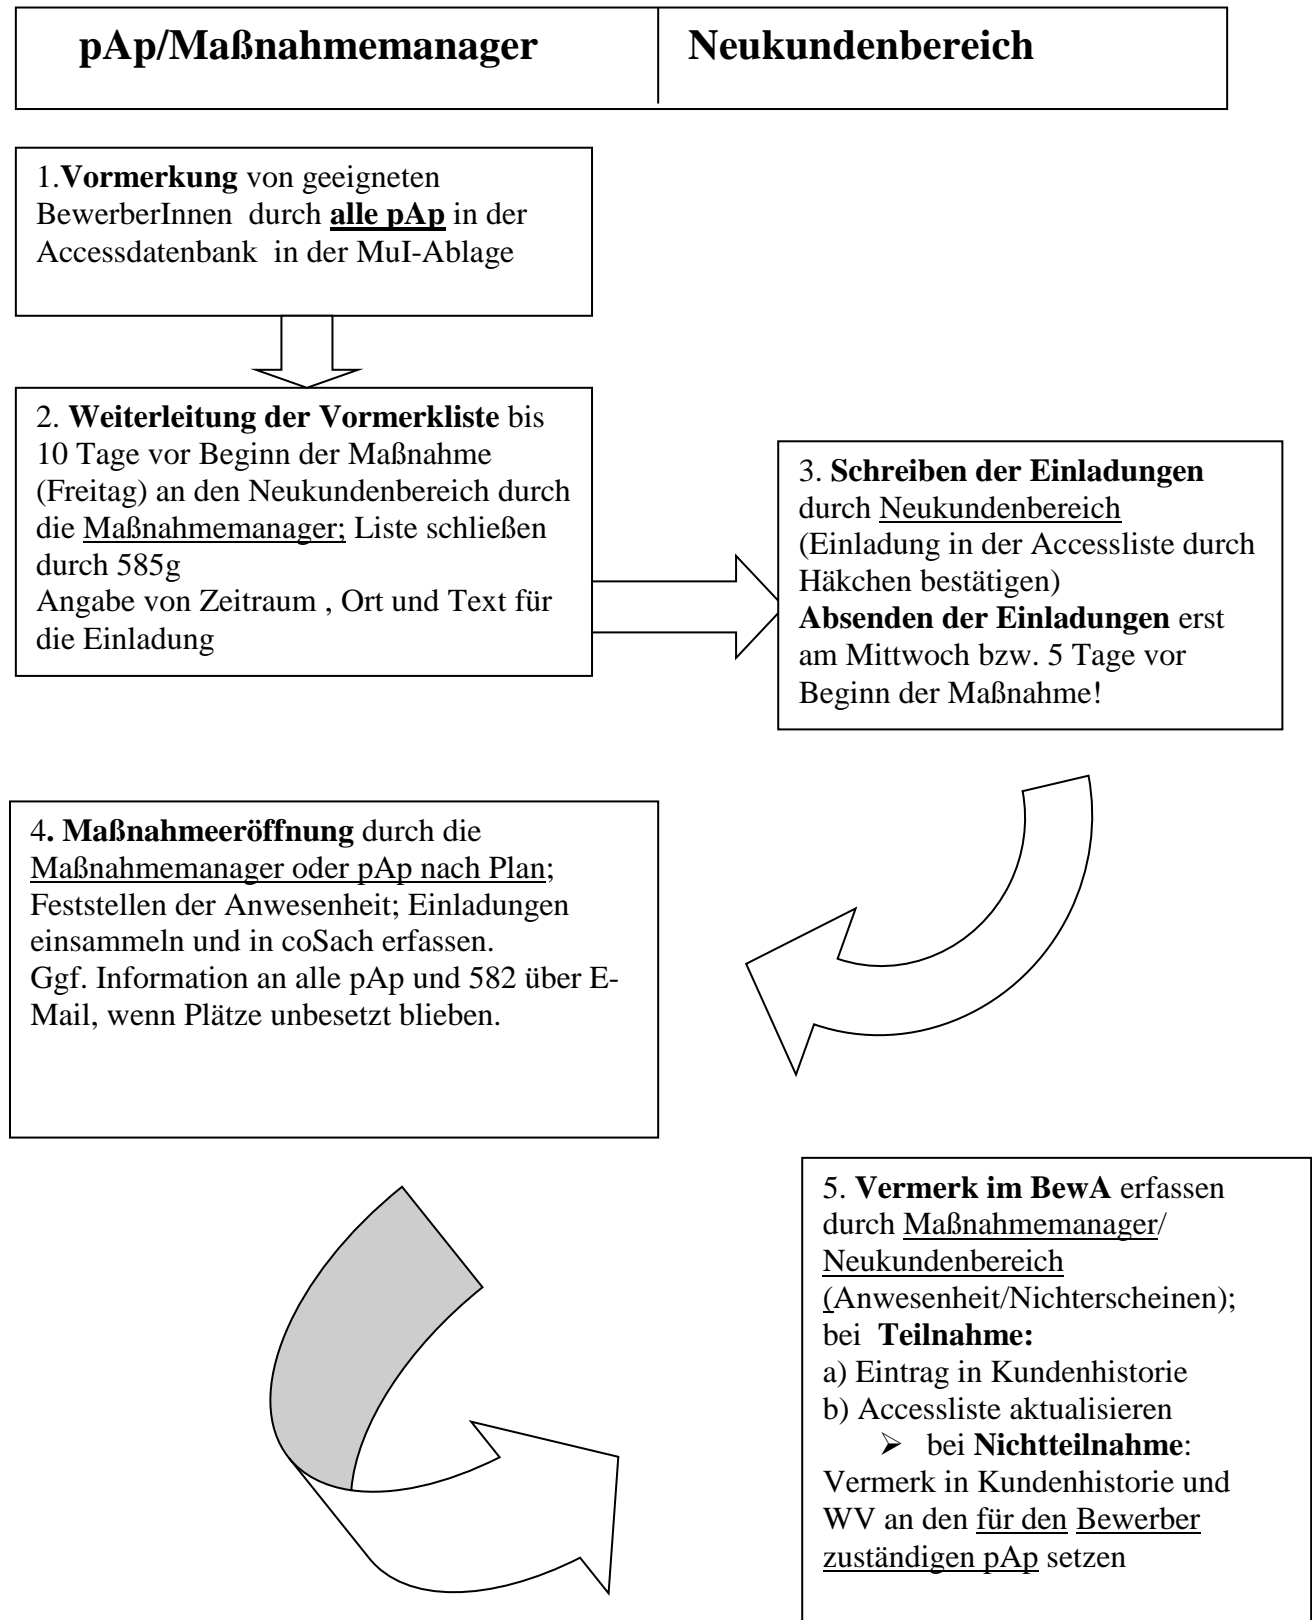 pAp/Maßnahmemanager
Neukundenbereich
1.Vormerkung von geeigneten
BewerberInnen durch alle pAp in der
Accessdatenbank in der MuI-Ablage
2. Weiterleitung der Vormerkliste bis
10 Tage vor Beginn der Maßnahme
(Freitag) an den Neukundenbereich durch
die Maßnahmemanager; Liste schließen
durch 585g
Angabe von Zeitraum , Ort und Text für
die Einladung
3. Schreiben der Einladungen
durch Neukundenbereich
(Einladung in der Accessliste durch
Häkchen bestätigen)
Absenden der Einladungen erst
am Mittwoch bzw. 5 Tage vor
Beginn der Maßnahme!
4. Maßnahmeeröffnung durch die
Maßnahmemanager oder pAp nach Plan;
Feststellen der Anwesenheit; Einladungen
einsammeln und in coSach erfassen.
Ggf. Information an alle pAp und 582 über E-
Mail, wenn Plätze unbesetzt blieben.
5. Vermerk im BewA erfassen
durch Maßnahmemanager/
Neukundenbereich
(Anwesenheit/Nichterscheinen);
bei Teilnahme:
a) Eintrag in Kundenhistorie
b) Accessliste aktualisieren
➢ bei Nichtteilnahme:
Vermerk in Kundenhistorie und
WV an den für den Bewerber
zuständigen pAp setzen